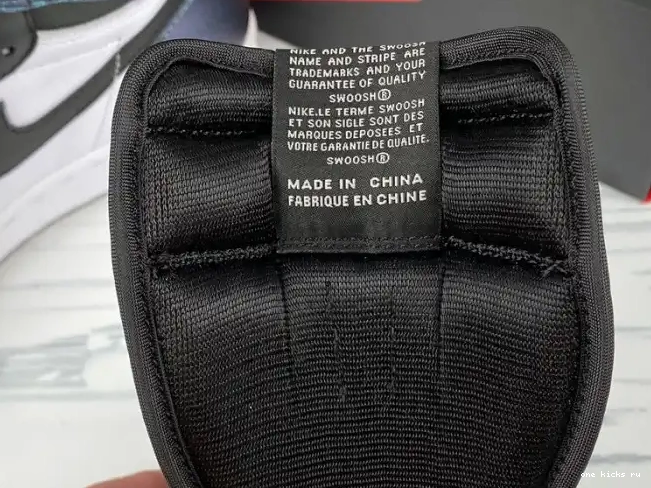 NIKE AND THE SWOOSH
NAME AND STRIPE ARE
TRADEMARKS AND YOUR
GUARANTEE OF QUALITY
SWOOSH®
NIKE.LE TERME SWOOSH
ET SON SIGLE SONT DES
MARQUES DEPOSEES ET
VOTRE GARANTIE DE QUALITE.
SWOOSH®
MADE IN CHINA
FABRIQUE EN CHINE
one kicks ru